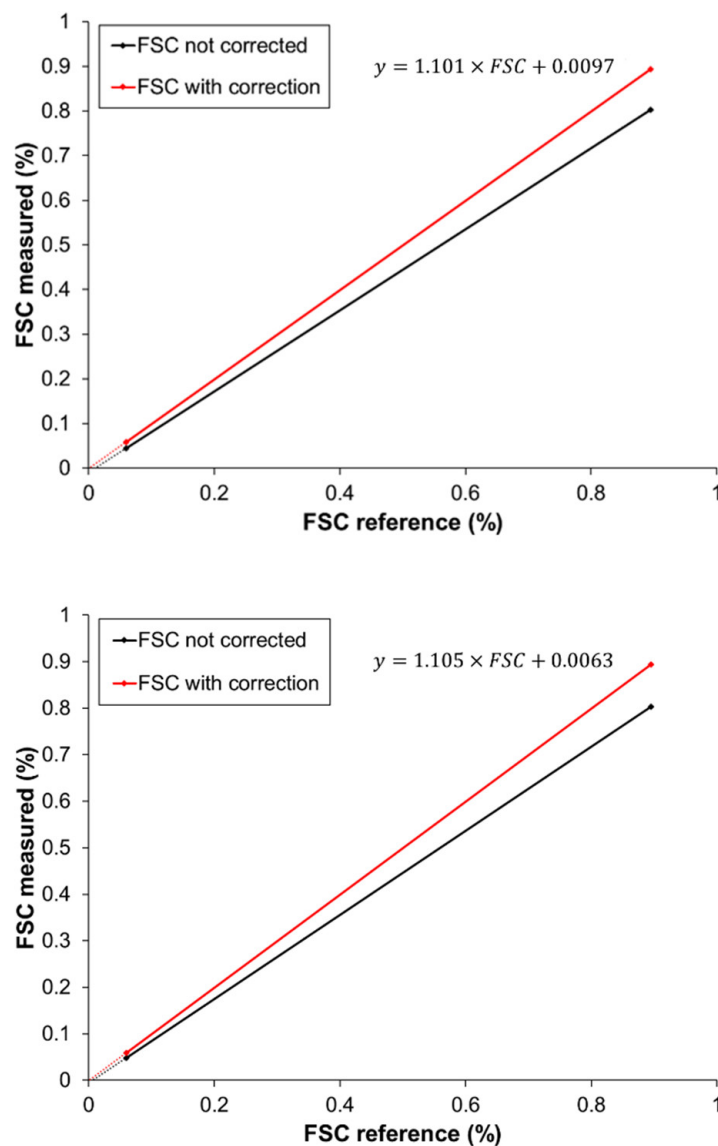 FSC not corrected
FSC with correction
y = 1.101 × FSC + 0.0097
1
0.9
0.8
0.7
0.6
0.5
0.4
0.3
0.2
0.1
0
FSC measured (%)
0 0.2 0.4 0.6 0.8 1
FSC reference (%)
FSC not corrected
FSC with correction
y = 1.105 × FSC + 0.0063
1
0.9
0.8
0.7
0.6
0.5
0.4
0.3
0.2
0.1
0
FSC measured (%)
0 0.2 0.4 0.6 0.8 1
FSC reference (%)